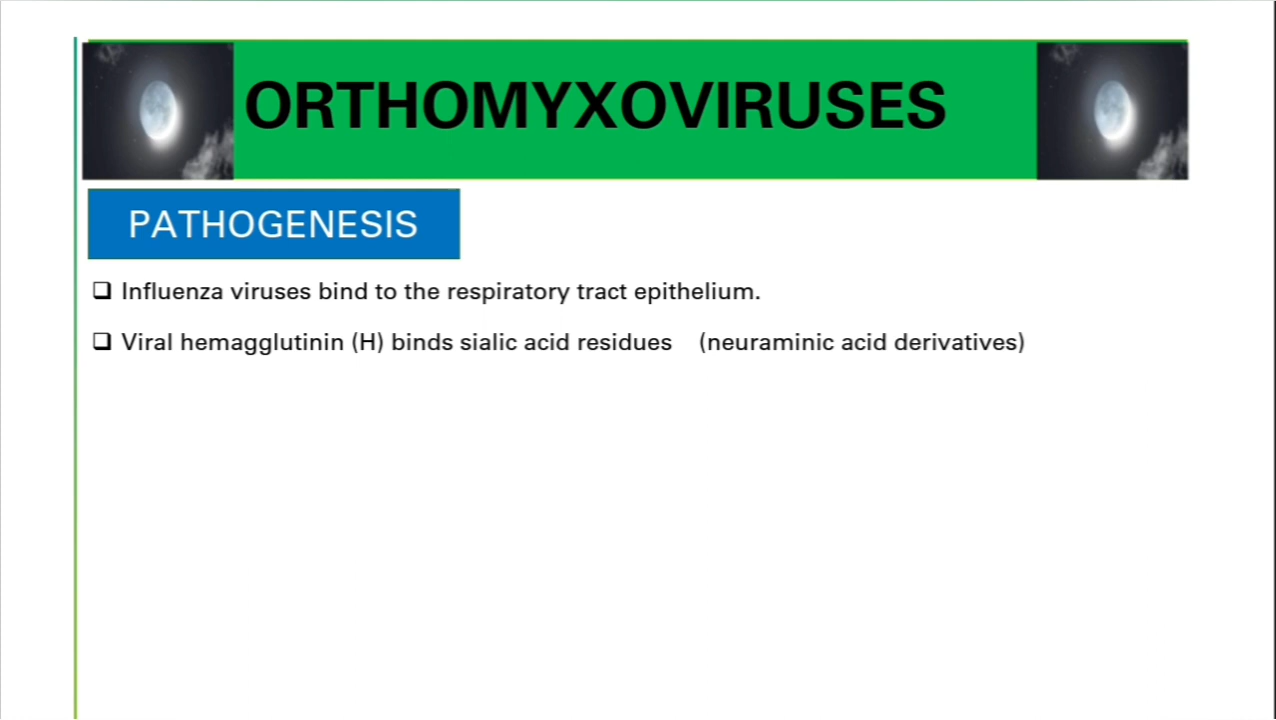 ORTHOMYXOVIRUSES
PATHOGENESIS
❑ Influenza viruses bind to the respiratory tract epithelium.
❑ Viral hemagglutinin (H) binds sialic acid residues (neuraminic acid derivatives)